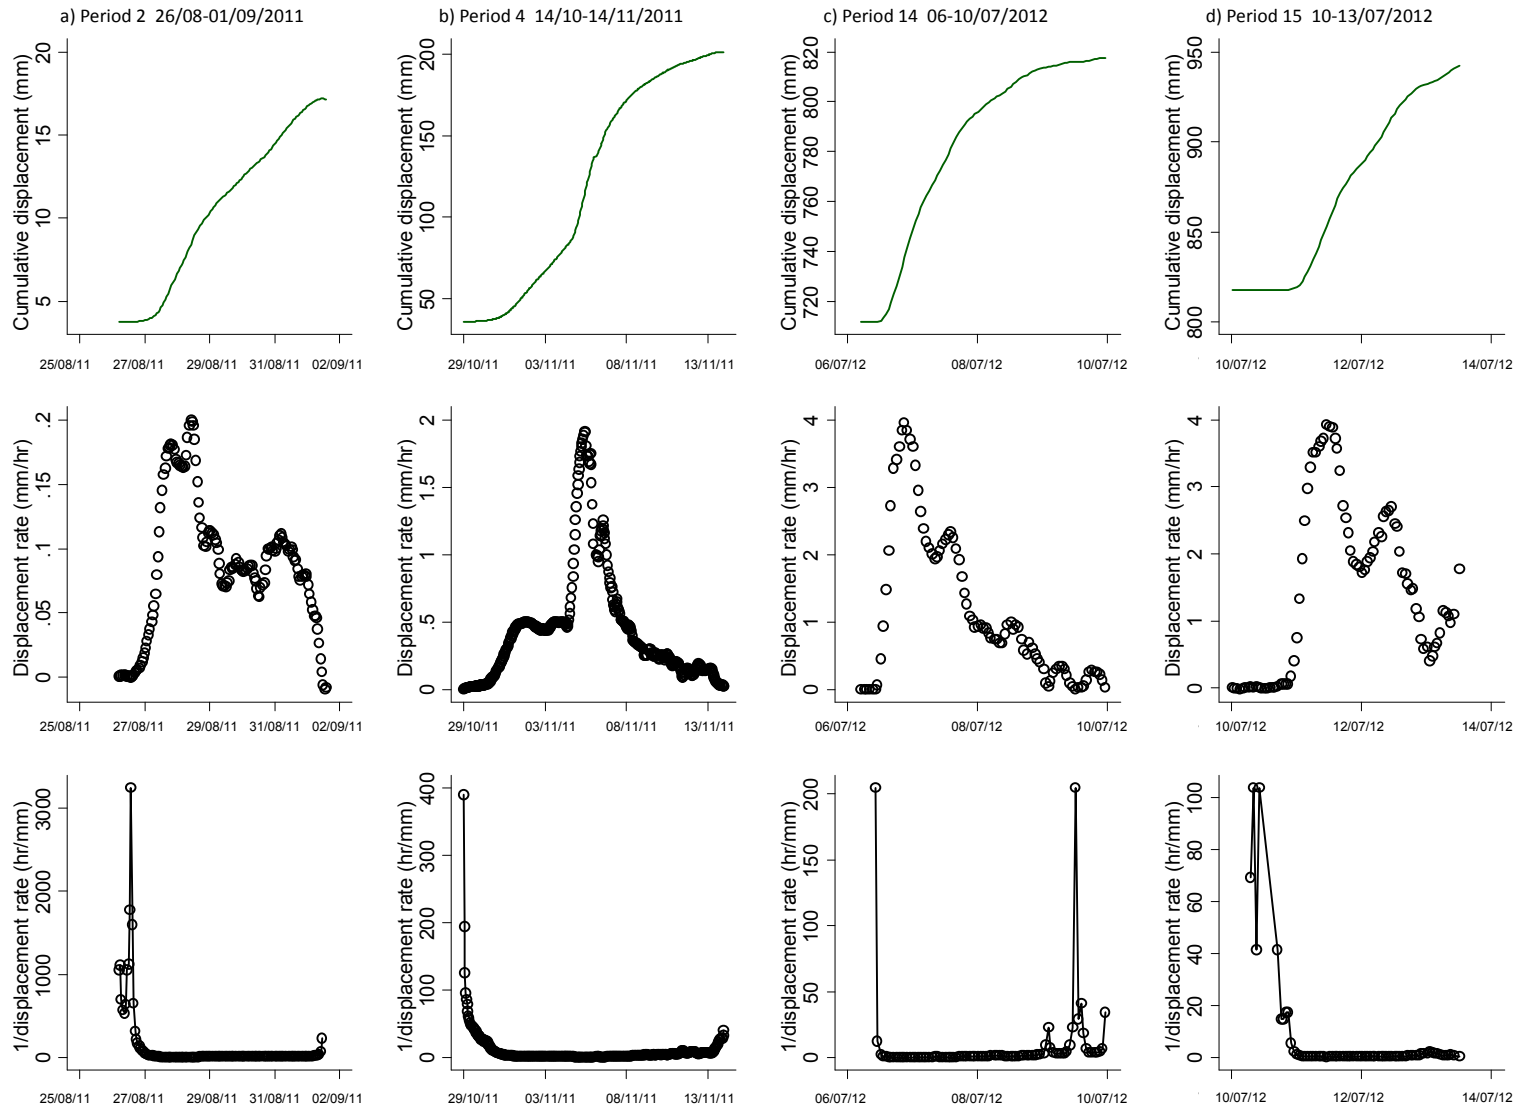 a) Period 2  26/08-01/09/2011
b) Period 4  14/10-14/11/2011
c) Period 14  06-10/07/2012
d) Period 15  10-13/07/2012
Cumulative displacement (mm)
20
15
10
5
25/08/11 27/08/11 29/08/11 31/08/11 02/09/11
Cumulative displacement (mm)
200
150
100
50
29/10/11 03/11/11 08/11/11 13/11/11
Cumulative displacement (mm)
820
800
780
760
740
720
06/07/12 08/07/12 10/07/12
Cumulative displacement (mm)
950
900
850
800
10/07/12 12/07/12 14/07/12
Displacement rate (mm/hr)
.2
.15
.1
.05
0
25/08/11 27/08/11 29/08/11 31/08/11 02/09/11
Displacement rate (mm/hr)
2
1.5
1
.5
0
29/10/11 03/11/11 08/11/11 13/11/11
Displacement rate (mm/hr)
4
3
2
1
0
06/07/12 08/07/12 10/07/12
Displacement rate (mm/hr)
4
3
2
1
0
10/07/12 12/07/12 14/07/12
1/displacement rate (hr/mm)
3000
2000
1000
0
25/08/11 27/08/11 29/08/11 31/08/11 02/09/11
1/displacement rate (hr/mm)
400
300
200
100
0
29/10/11 03/11/11 08/11/11 13/11/11
1/displacement rate (hr/mm)
200
150
100
50
0
06/07/12 08/07/12 10/07/12
1/displacement rate (hr/mm)
100
80
60
40
20
0
10/07/12 12/07/12 14/07/12